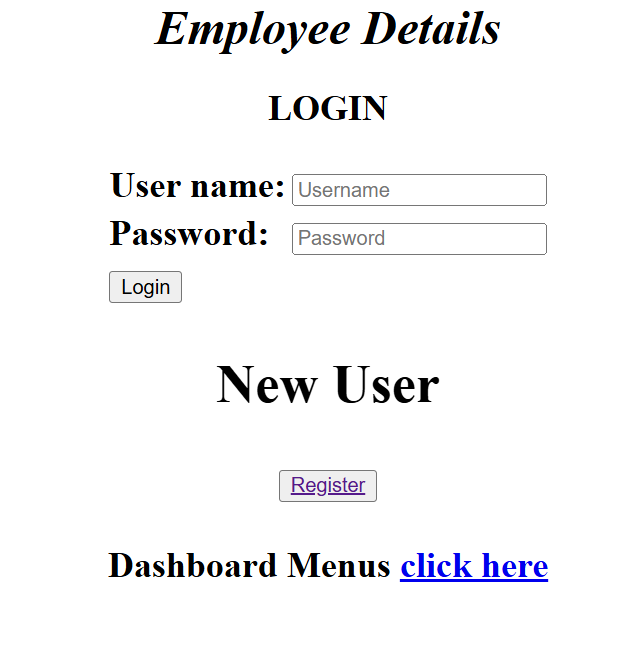 Employee Details
LOGIN
User name: Username
Password: Password
Login
New User
Register
Dashboard Menus click here